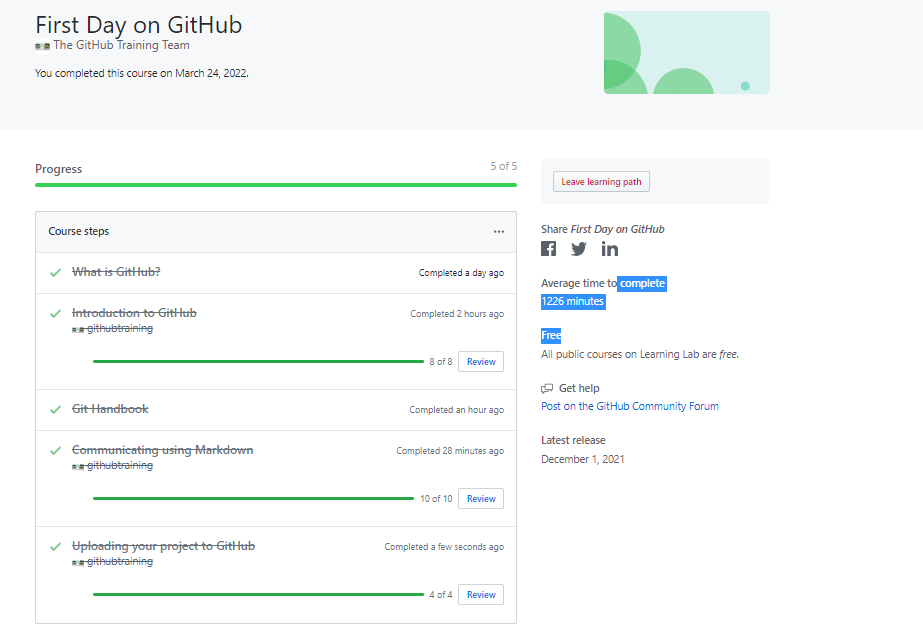 First Day on GitHub
The GitHub Training Team
You completed this course on March 24, 2022.
Progress
5 of 5
Course steps
What is GitHub?
Completed a day ago
Introduction to GitHub
Completed 2 hours ago
githubtraining
8 of 8
Review
Git Handbook
Completed an hour ago
Communicating using Markdown
Completed 28 minutes ago
githubtraining
10 of 10
Review
Uploading your project to GitHub
Completed a few seconds ago
githubtraining
4 of 4
Review
Leave learning path
Share First Day on GitHub
Average time to complete
1226 minutes
Free
All public courses on Learning Lab are free.
Get help
Post on the GitHub Community Forum
Latest release
December 1, 2021